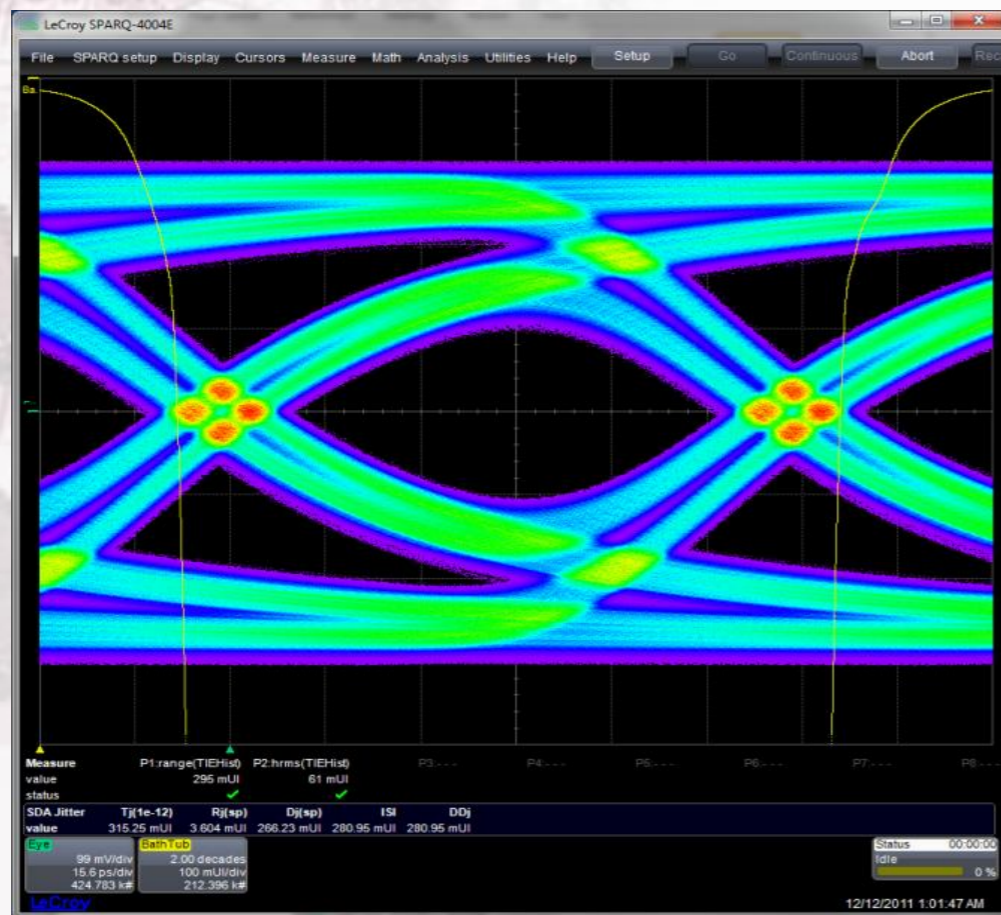 LeCroy SPARQ-4004E
File SPARQ setup Display Cursors Measure Math Analysis Utilities Help Setup Go Continuous Abort Rec
Measure P1:range(TIEHist) P2:hrms(TIEHist) P3:--- P4:--- P5:--- P6:--- P7:--- P8:---
value 295 mUI 61 mUI
status
SDA Jitter Tj(1e-12) Rj(sp) Dj(sp) ISI DDj
value 315.25 mUI 3.604 mUI 266.23 mUI 280.95 mUI 280.95 mUI
Eye BathTub Status 00:00:00
99 mV/div 2.00 decades Idle
15.6 ps/div 100 mUI/div 0 %
424.783 k# 212.396 k#
LeCroy 12/12/2011 1:01:47 AM